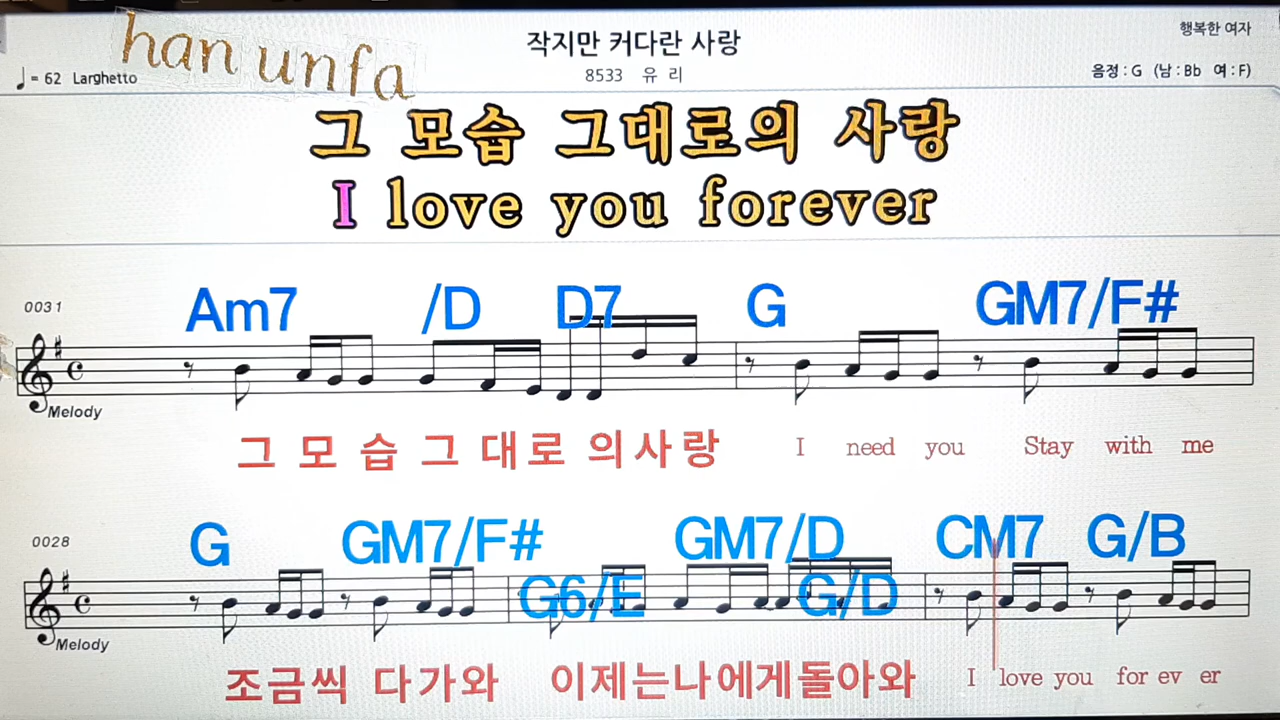 han unfa
작지만 커다란 사랑
행복한 여자
♩= 62 Larghetto
8533 유 리
음정 : G (남 : Bb 여 : F)
그 모습 그대로의 사랑
I love you forever
0031
Am7 /D D7 G GM7/F#
Melody
그 모 습 그 대로 의사랑 I need you Stay with me
0028
G GM7/F# G6/E GM7/D G/D CM7 G/B
Melody
조금씩 다가와 이제는나에게돌아와 I love you for ev er